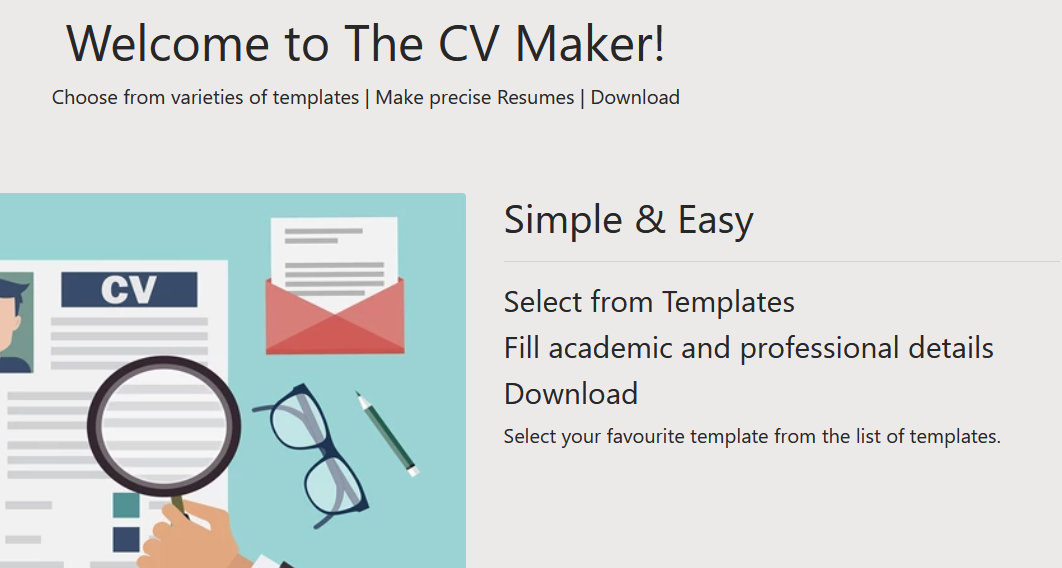 Welcome to The CV Maker!
Choose from varieties of templates | Make precise Resumes | Download
CV
Simple & Easy
Select from Templates
Fill academic and professional details
Download
Select your favourite template from the list of templates.